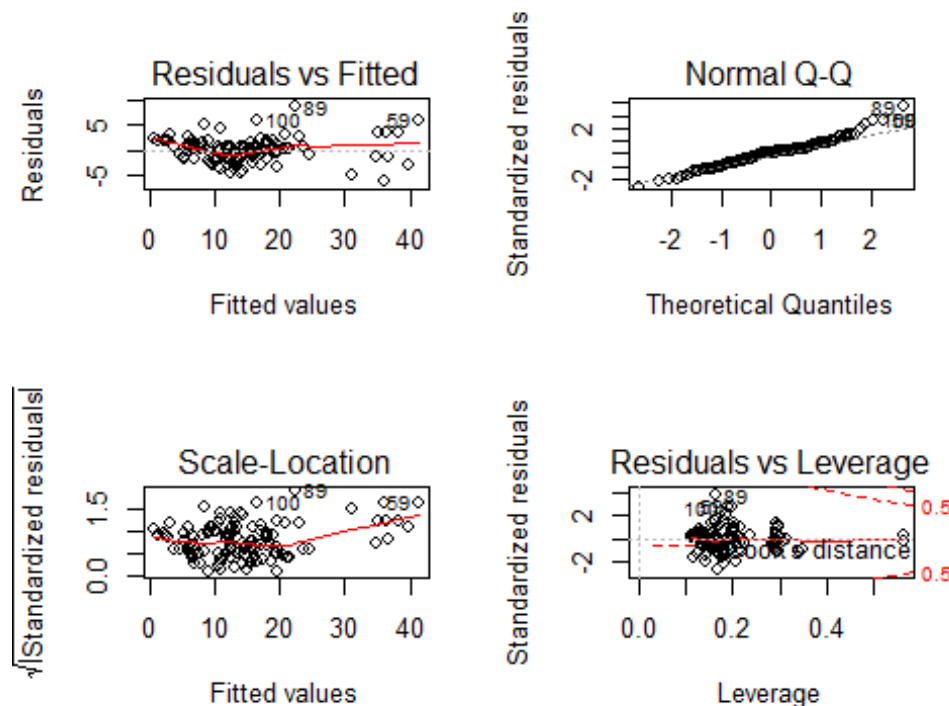 Residuals vs Fitted
Residuals
5
-5
89
100
59
0 10 20 30 40
Fitted values
Normal Q-Q
Standardized residuals
2
-2
89
-2 -1 0 1 2
Theoretical Quantiles
Scale-Location
√|Standardized residuals|
1.5
0.0
89
100
59
0 10 20 30 40
Fitted values
Residuals vs Leverage
Standardized residuals
2
-2
89
100
distance
0.5
0.5
0.0 0.2 0.4
Leverage